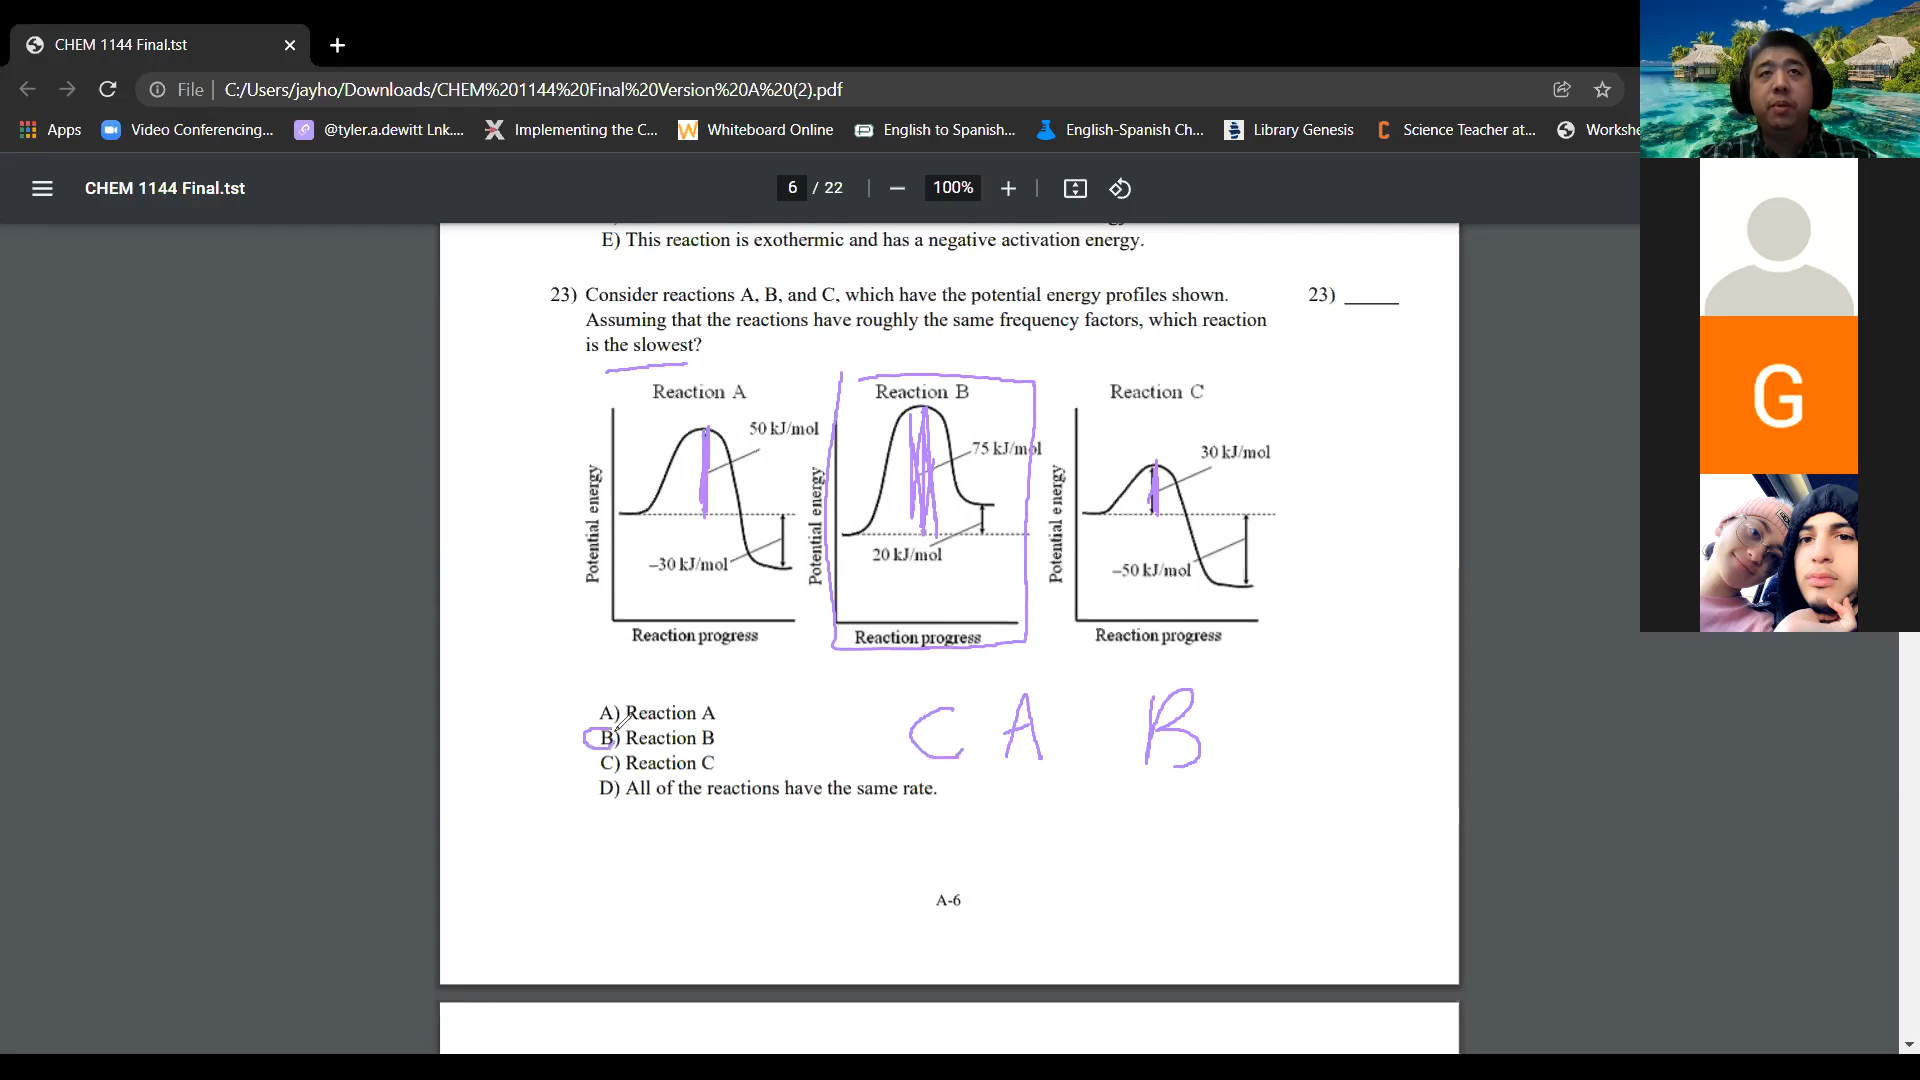 CHEM 1144 Final.tst
File
C:/Users/jayho/Downloads/CHEM%201144%20Final%20Version%20A%20(2).pdf
Apps
Video Conferencing...
@tyler.a.dewitt Lnk....
Implementing the C...
Whiteboard Online
English to Spanish...
English-Spanish Ch...
Library Genesis
Science Teacher at...
Workshe
CHEM 1144 Final.tst
6 / 22
100%
E) This reaction is exothermic and has a negative activation energy.
23) Consider reactions A, B, and C, which have the potential energy profiles shown.
Assuming that the reactions have roughly the same frequency factors, which reaction
is the slowest?
23) _____
Reaction A
50 kJ/mol
Potential energy
−30 kJ/mol
Reaction progress
Reaction B
75 kJ/mol
Potential energy
20 kJ/mol
Reaction progress
Reaction C
30 kJ/mol
Potential energy
−50 kJ/mol
Reaction progress
A) Reaction A
B) Reaction B
C) Reaction C
D) All of the reactions have the same rate.
C A B
A-6
G